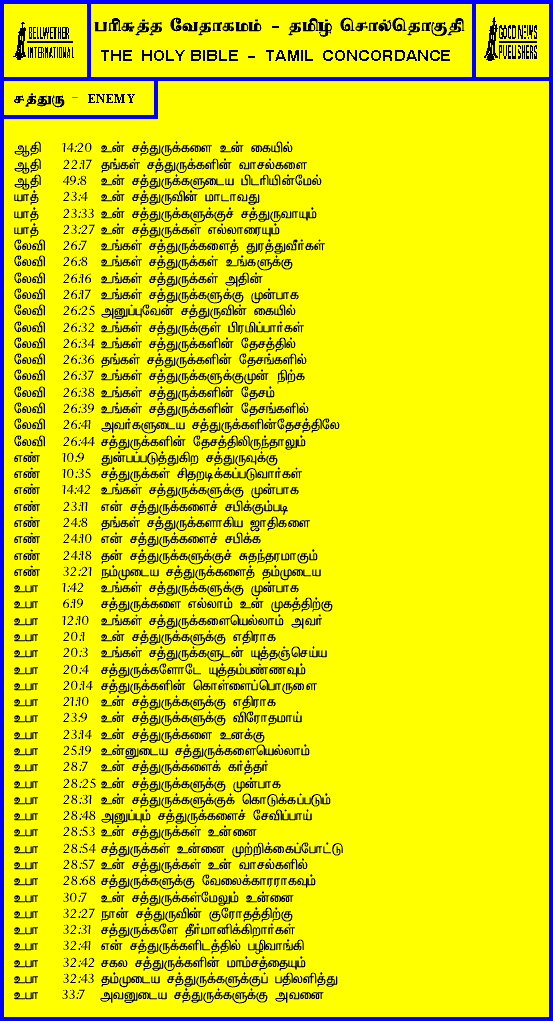 BELLWETHER
INTERNATIONAL
பரிசுத்த வேதாகமம் - தமிழ் சொல்தொகுதி
THE HOLY BIBLE - TAMIL CONCORDANCE
GOOD NEWS
PUBLISHERS
சத்துரு - ENEMY
ஆதி 14:20 உன் சத்துருக்களை உன் கையில்
ஆதி 22:17 தங்கள் சத்துருக்களின் வாசல்களை
ஆதி 49:8 உன் சத்துருக்களுடைய பிடரியின்மேல்
யாத் 23:4 உன் சத்துருவின் மாடாவது
யாத் 23:33 உன் சத்துருக்களுக்குச் சத்துருவாயும்
யாத் 23:27 உன் சத்துருக்கள் எல்லாரையும்
லேவி 26:7 உங்கள் சத்துருக்களைத் துரத்துவீர்கள்
லேவி 26:8 உங்கள் சத்துருக்கள் உங்களுக்கு
லேவி 26:16 உங்கள் சத்துருக்கள் அதின்
லேவி 26:17 உங்கள் சத்துருக்களுக்கு முன்பாக
லேவி 26:25 அனுப்புவேன் சத்துருவின் கையில்
லேவி 26:32 உங்கள் சத்துருக்குள் பிரமிப்பார்கள்
லேவி 26:34 உங்கள் சத்துருக்களின் தேசத்தில்
லேவி 26:36 தங்கள் சத்துருக்களின் தேசங்களில்
லேவி 26:37 உங்கள் சத்துருக்களுக்குமுன் நிற்க
லேவி 26:38 உங்கள் சத்துருக்களின் தேசம்
லேவி 26:39 உங்கள் சத்துருக்களின் தேசங்களில்
லேவி 26:41 அவர்களுடைய சத்துருக்களின்தேசத்திலே
லேவி 26:44 சத்துருக்களின் தேசத்திலிருந்தாலும்
எண் 10:9 துன்பப்படுத்துகிற சத்துருவுக்கு
எண் 10:35 சத்துருக்கள் சிதறடிக்கப்படுவார்கள்
எண் 14:42 உங்கள் சத்துருக்களுக்கு முன்பாக
எண் 23:11 என் சத்துருக்களைச் சபிக்கும்படி
எண் 24:8 தங்கள் சத்துருக்களாகிய ஜாதிகளை
எண் 24:10 என் சத்துருக்களைச் சபிக்க
எண் 24:18 தன் சத்துருக்களுக்குச் சுதந்தரமாகும்
எண் 32:21 நம்முடைய சத்துருக்களைத் தம்முடைய
உபா 1:42 உங்கள் சத்துருக்களுக்கு முன்பாக
உபா 6:19 சத்துருக்களை எல்லாம் உன் முகத்திற்கு
உபா 12:10 உங்கள் சத்துருக்களையெல்லாம் அவர்
உபா 20:1 உன் சத்துருக்களுக்கு எதிராக
உபா 20:3 உங்கள் சத்துருக்களுடன் யுத்தஞ்செய்ய
உபா 20:4 சத்துருக்களோடே யுத்தம்பண்ணவும்
உபா 20:14 சத்துருக்களின் கொள்ளைப்பொருளை
உபா 21:10 உன் சத்துருக்களுக்கு எதிராக
உபா 23:9 உன் சத்துருக்களுக்கு விரோதமாய்
உபா 23:14 உன் சத்துருக்களை உனக்கு
உபா 25:19 உன்னுடைய சத்துருக்களையெல்லாம்
உபா 28:7 உன் சத்துருக்களைக் கர்த்தர்
உபா 28:25 உன் சத்துருக்களுக்கு முன்பாக
உபா 28:31 உன் சத்துருக்களுக்குக் கொடுக்கப்படும்
உபா 28:48 அனுப்பும் சத்துருக்களைச் சேவிப்பாய்
உபா 28:53 உன் சத்துருக்கள் உன்னை
உபா 28:54 சத்துருக்கள் உன்னை முற்றிக்கைப்போட்டு
உபா 28:57 உன் சத்துருக்கள் உன் வாசல்களில்
உபா 28:68 சத்துருக்களுக்கு வேலைக்காரராகவும்
உபா 30:7 உன் சத்துருக்கள்மேலும் உன்னை
உபா 32:27 நான் சத்துருவின் குரோதத்திற்கு
உபா 32:31 சத்துருக்களே தீர்மானிக்கிறார்கள்
உபா 32:41 என் சத்துருக்களிடத்தில் பழிவாங்கி
உபா 32:42 சகல சத்துருக்களின் மாம்சத்தையும்
உபா 32:43 தம்முடைய சத்துருக்களுக்குப் பதிலளித்து
உபா 33:7 அவனுடைய சத்துருக்களுக்கு அவனை